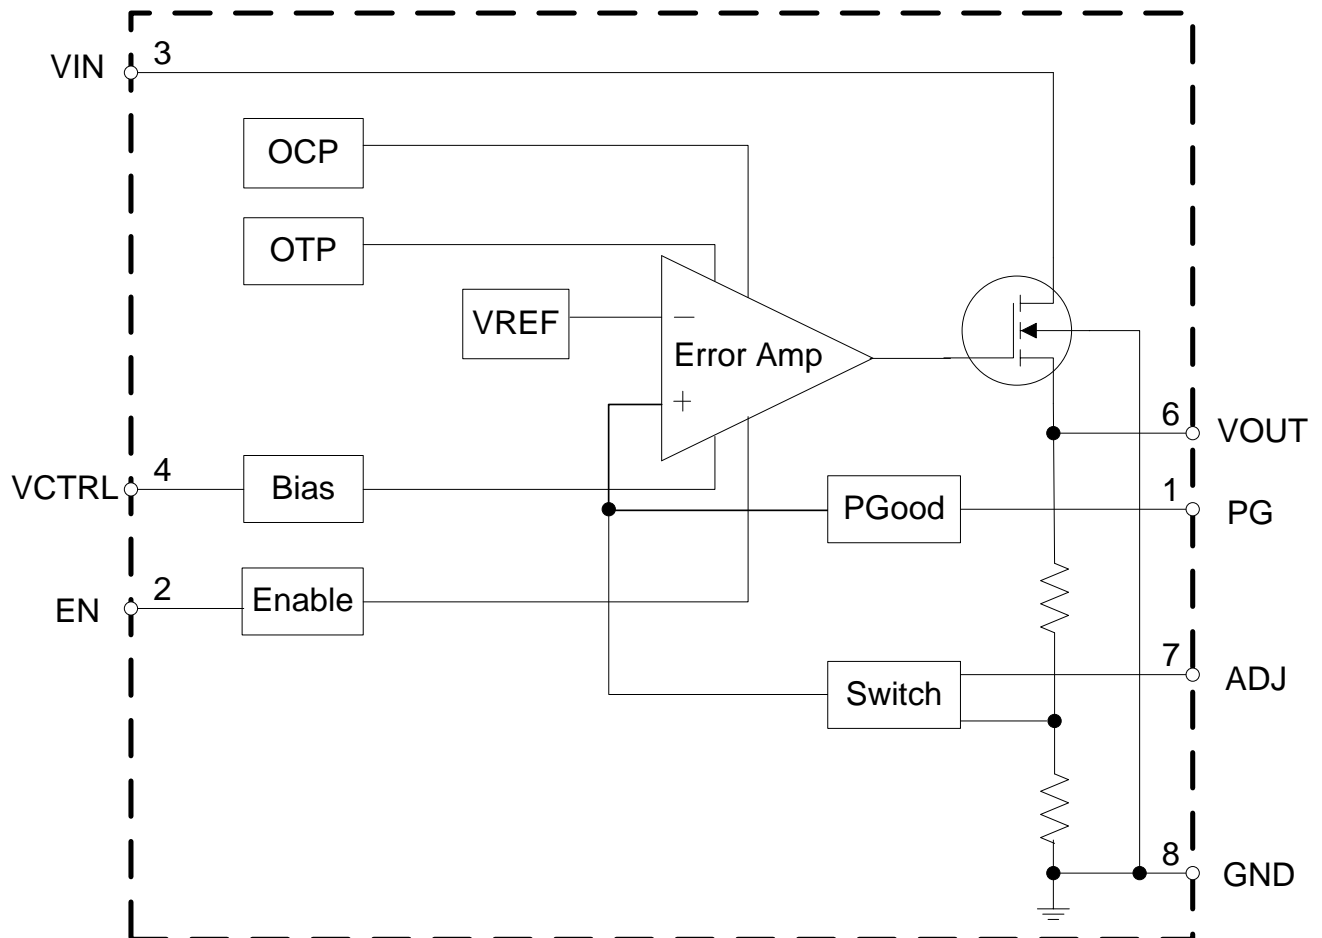 VIN 3
OCP
OTP
VREF
−
Error Amp
+
6 VOUT
VCTRL 4 Bias
PGood 1 PG
EN 2 Enable
Switch 7 ADJ
8 GND